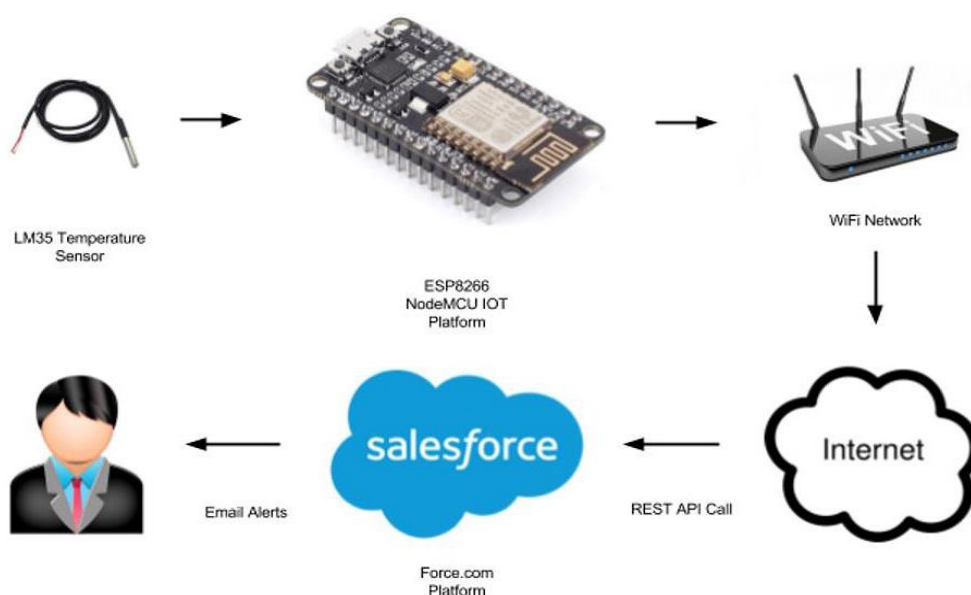 WiFi
LM35 Temperature
Sensor
WiFi Network
ESP8266
NodeMCU IOT
Platform
salesforce
Internet
Email Alerts
REST API Call
Force.com
Platform